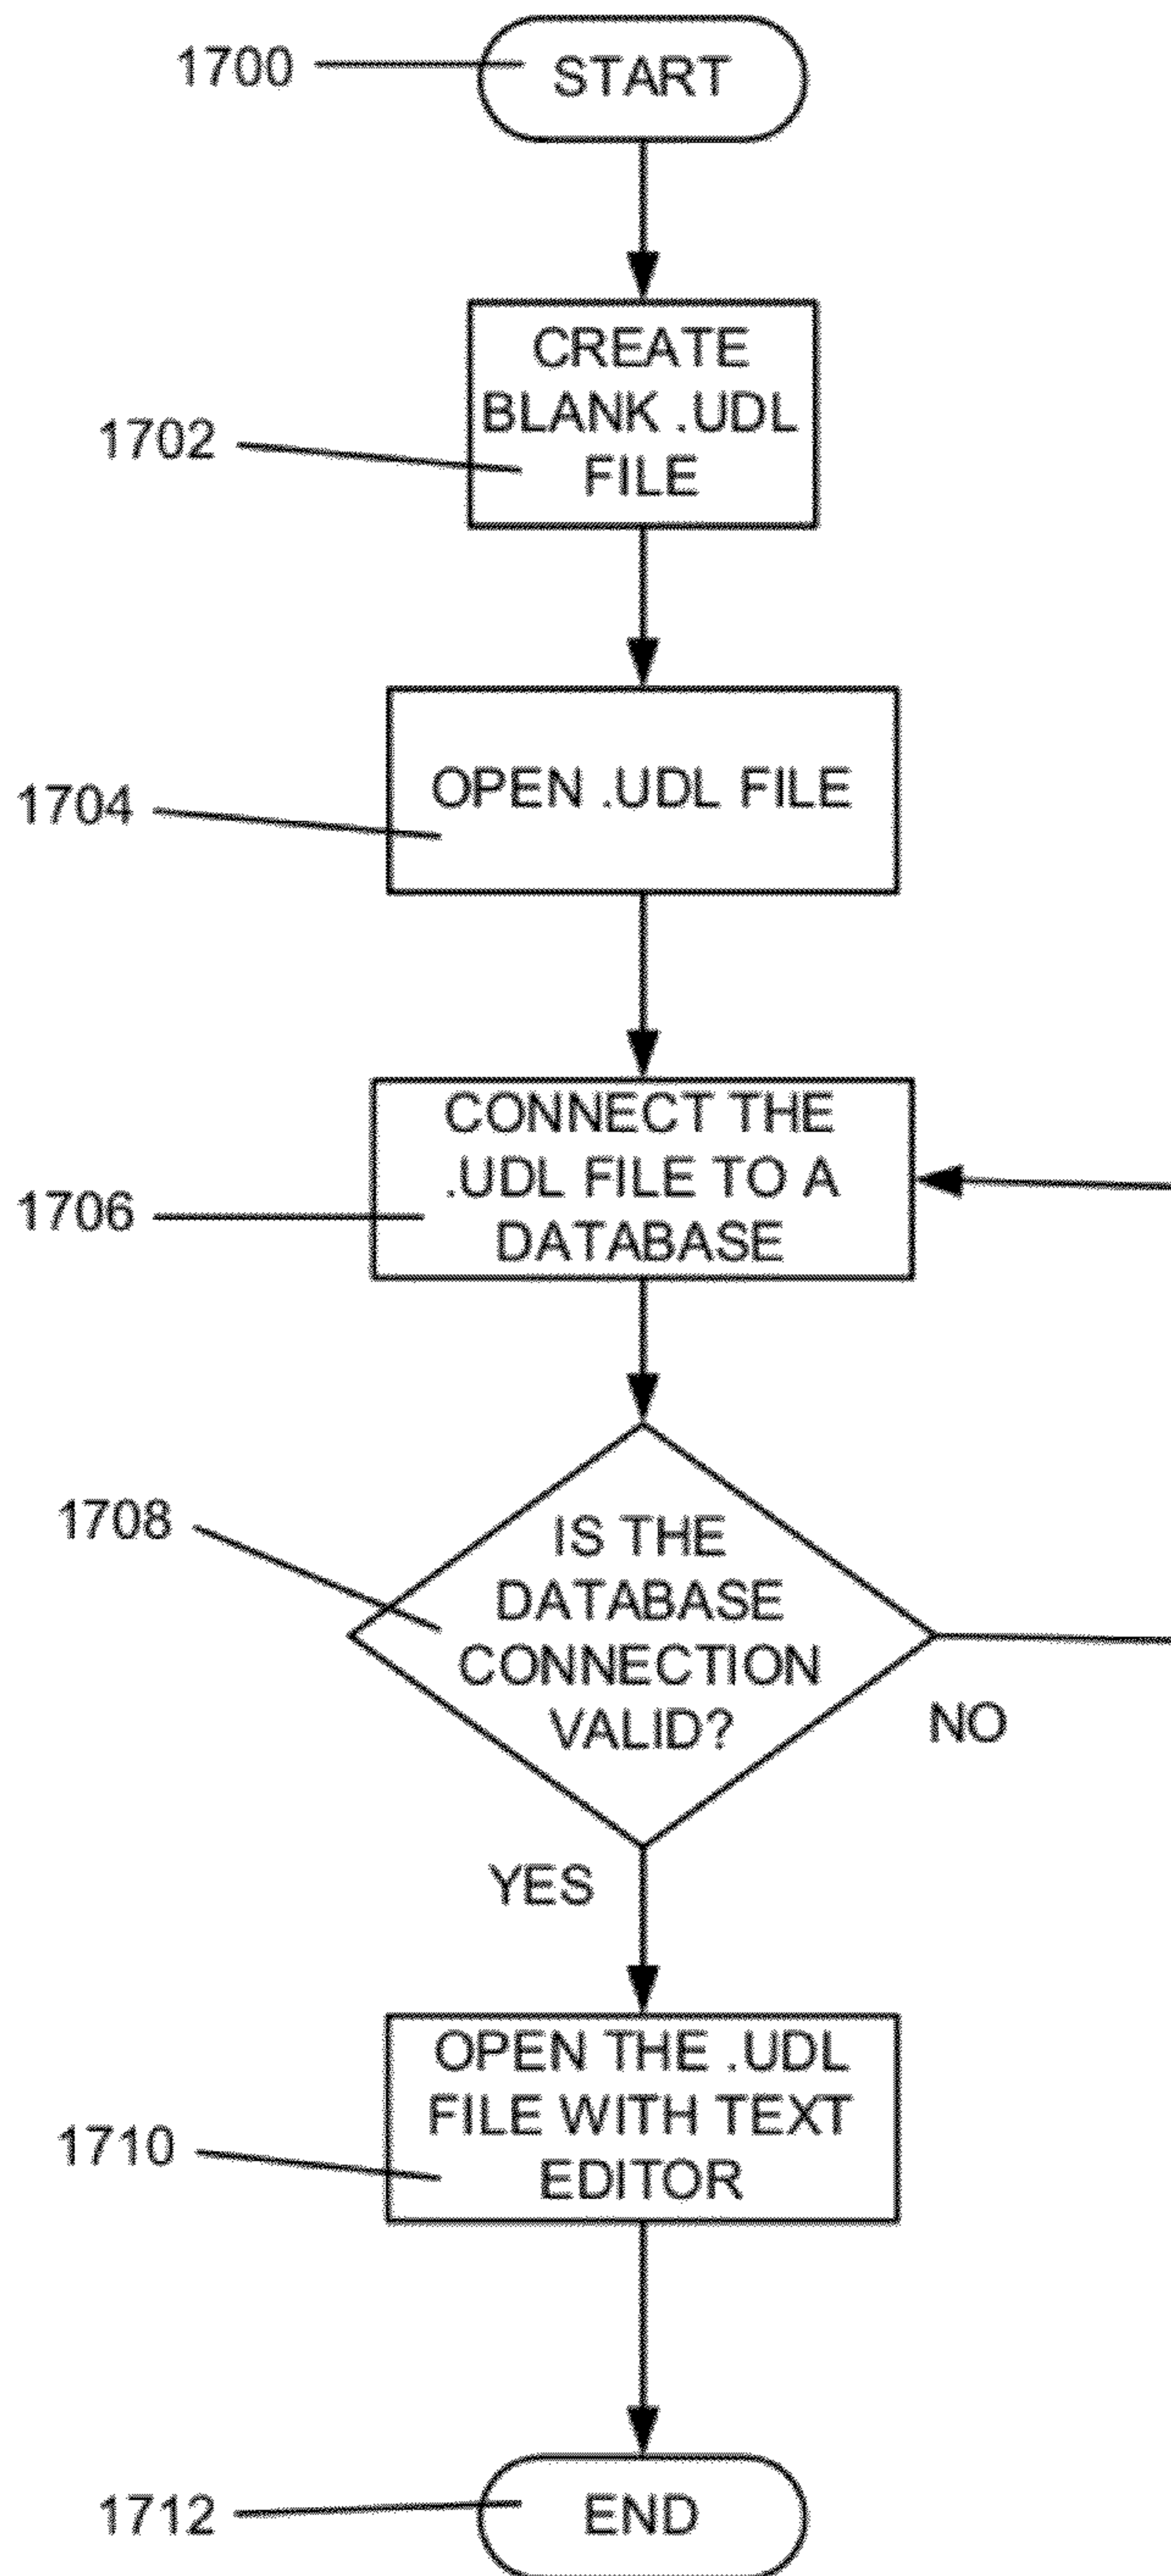 1700
START
CREATE
BLANK .UDL
FILE
1702
OPEN .UDL FILE
1704
CONNECT THE
.UDL FILE TO A
DATABASE
1706
1708
IS THE
DATABASE
CONNECTION
VALID?
NO
YES
OPEN THE .UDL
FILE WITH TEXT
EDITOR
1710
1712
END